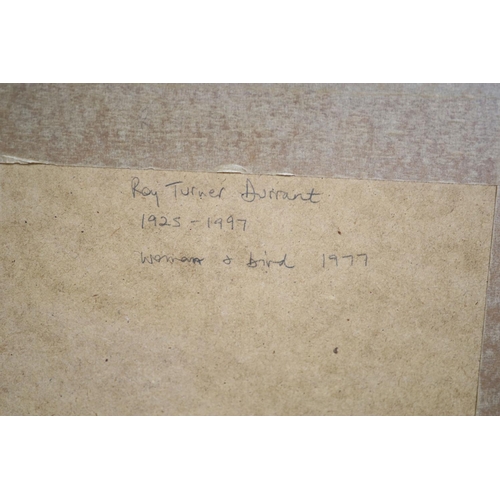 Roy Turner Durrant
1925 - 1997
Woman & bird 1977